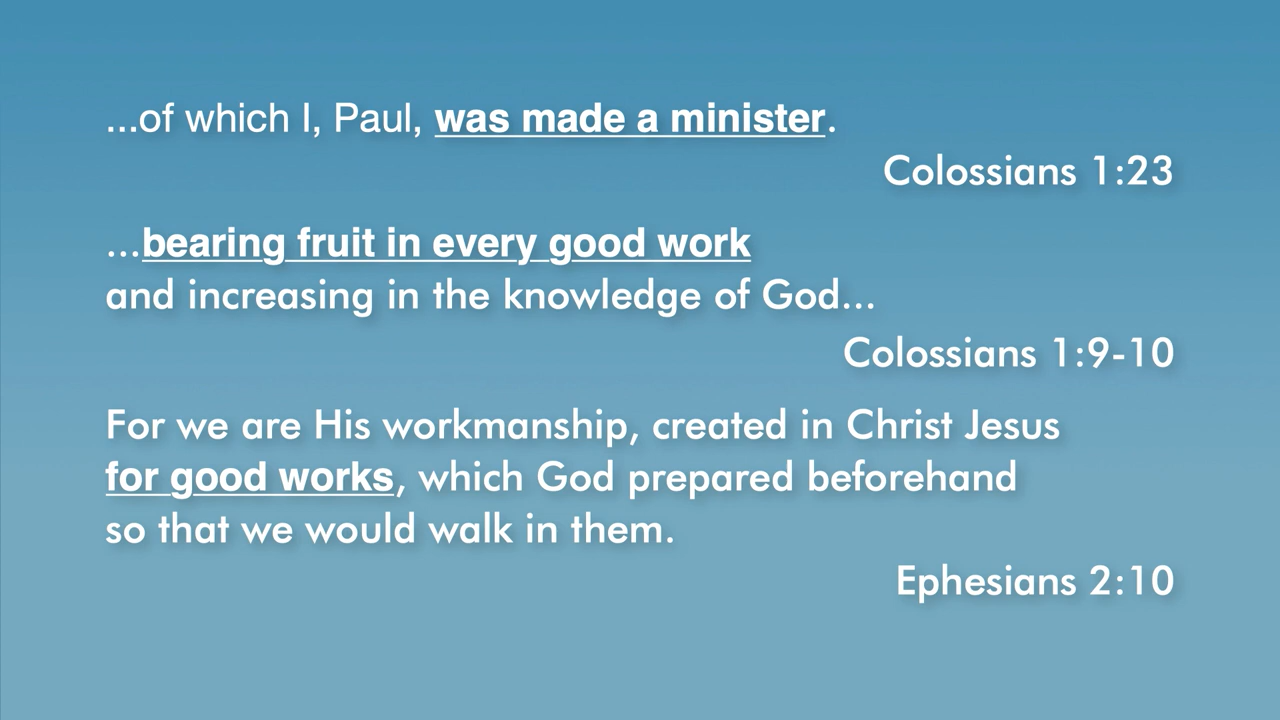 ...of which I, Paul, was made a minister.
Colossians 1:23
...bearing fruit in every good work
and increasing in the knowledge of God...
Colossians 1:9-10
For we are His workmanship, created in Christ Jesus
for good works, which God prepared beforehand
so that we would walk in them.
Ephesians 2:10